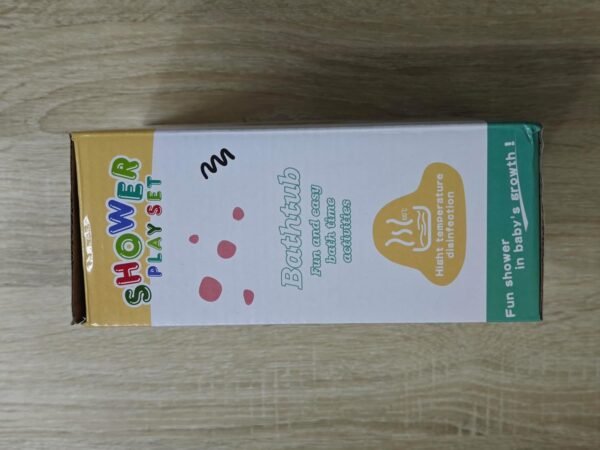 SHOWER
PLAY SET
Bathtub
Fun and easy
bath time
activities
Hight temperature
disinfection
Fun shower
in baby's growth !